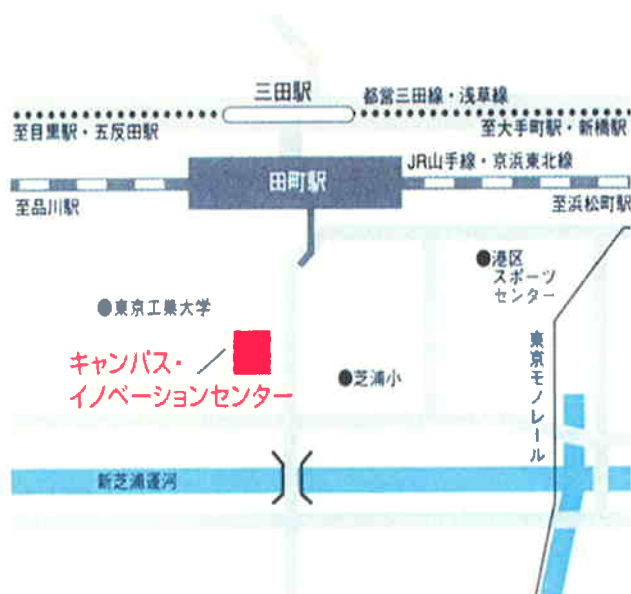 三田駅
都営三田線・浅草線
至目黒駅・五反田駅
至大手町駅・新橋駅
田町駅
JR山手線・京浜東北線
至品川駅
至浜松町駅
●港区
スポーツ
センター
●東京工業大学
キャンパス・
イノベーションセンター
●芝浦小
東京モノレール
新芝浦運河